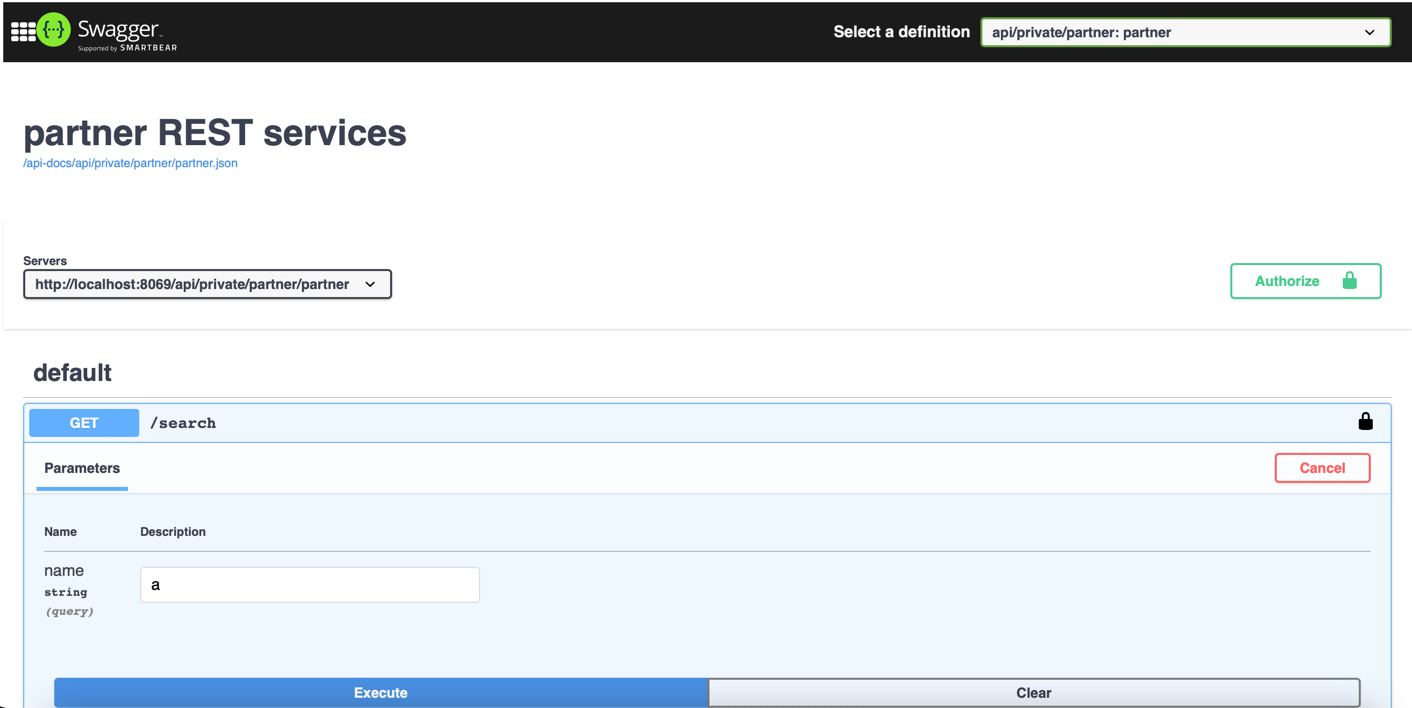 {··} Swagger™
Supported by SMARTBEAR
Select a definition
api/private/partner: partner
partner REST services
/api-docs/api/private/partner/partner.json
Servers
http://localhost:8069/api/private/partner/partner
Authorize
default
GET /search
Parameters
Cancel
Name Description
name
a
string
(query)
Execute Clear